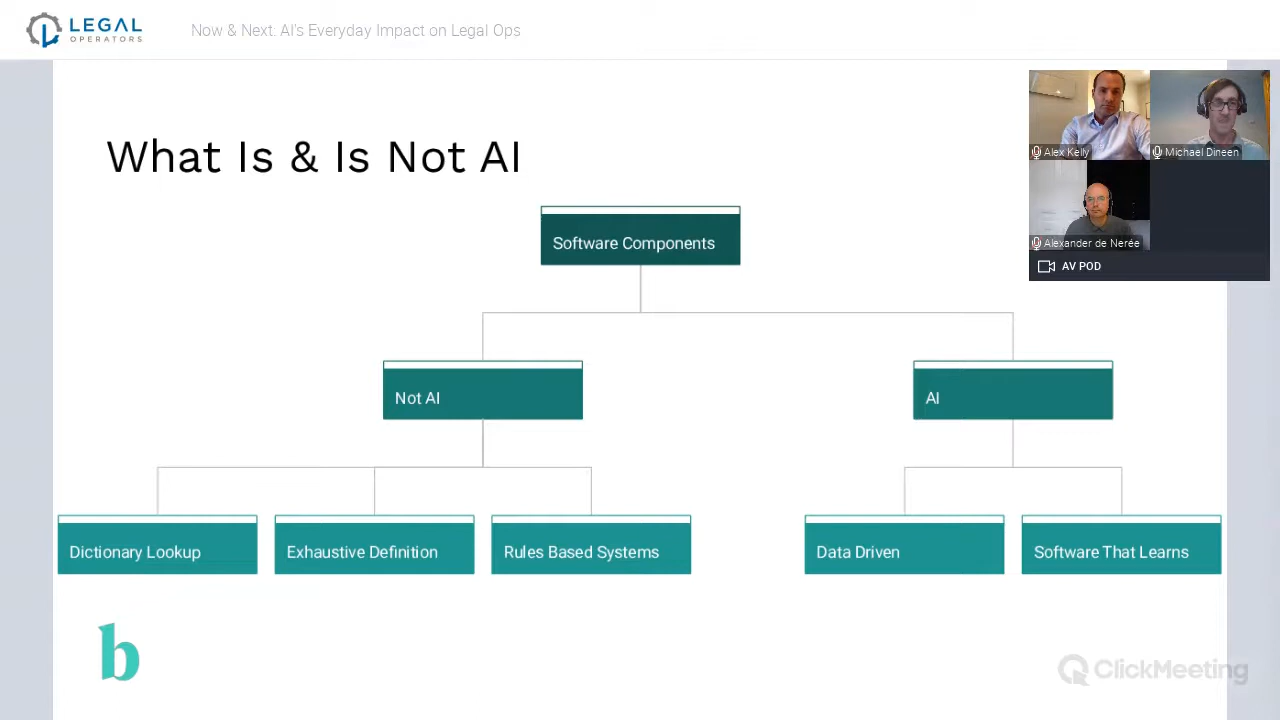 LEGAL
OPERATORS
Now & Next: AI's Everyday Impact on Legal Ops
What Is & Is Not AI
Alex Kelly
Michael Dineen
Alexander de Nerée
AV POD
Software Components
Not AI
AI
Dictionary Lookup
Exhaustive Definition
Rules Based Systems
Data Driven
Software That Learns
b
ClickMeeting